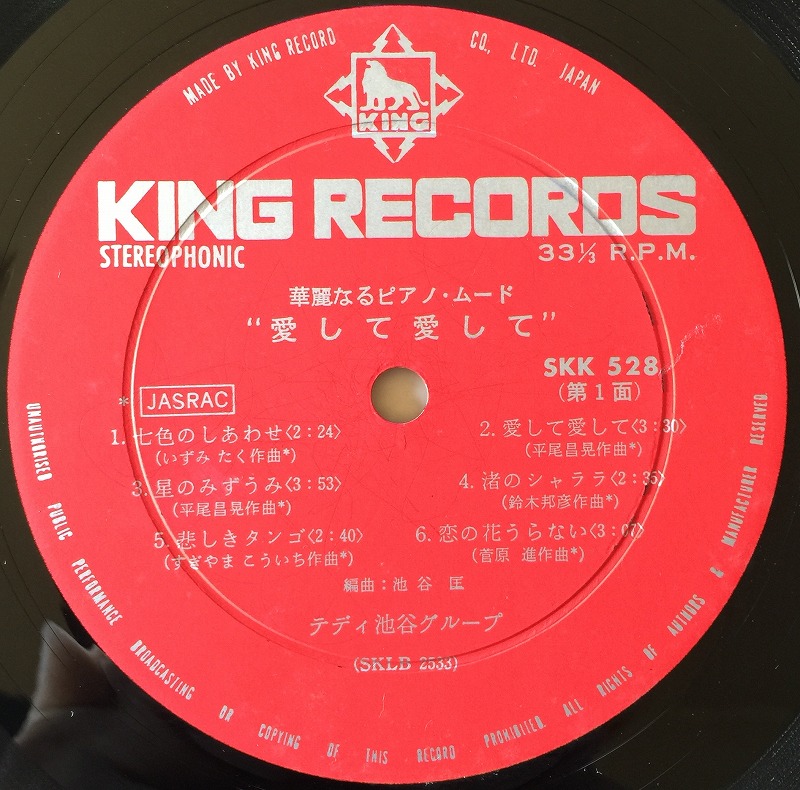 MADE BY KING RECORD CO., LTD. JAPAN
KING
KING RECORDS
STEREOPHONIC
33⅓ R.P.M.
華麗なるピアノ・ムード
“愛して愛して”
SKK 528
(第1面)
* JASRAC
1. 七色のしあわせ〈2:24〉
(いずみ たく作曲*)
2. 愛して愛して〈3:30〉
(平尾昌晃作曲*)
3. 星のみずうみ〈3:53〉
(平尾昌晃作曲*)
4. 渚のシャララ〈2:35〉
(鈴木邦彦作曲*)
5. 悲しきタンゴ〈2:40〉
(すぎやま こういち作曲*)
6. 恋の花うらない〈3:07〉
(菅原 進作曲*)
編曲:池谷 匡
テディ池谷グループ
(SKLB 2533)
UNAUTHORISED PUBLIC PERFORMANCE BROADCASTING OR COPYING OF THIS RECORD PROHIBITED. ALL RIGHTS OF AUTHORS & MANUFACTURER RESERVED.